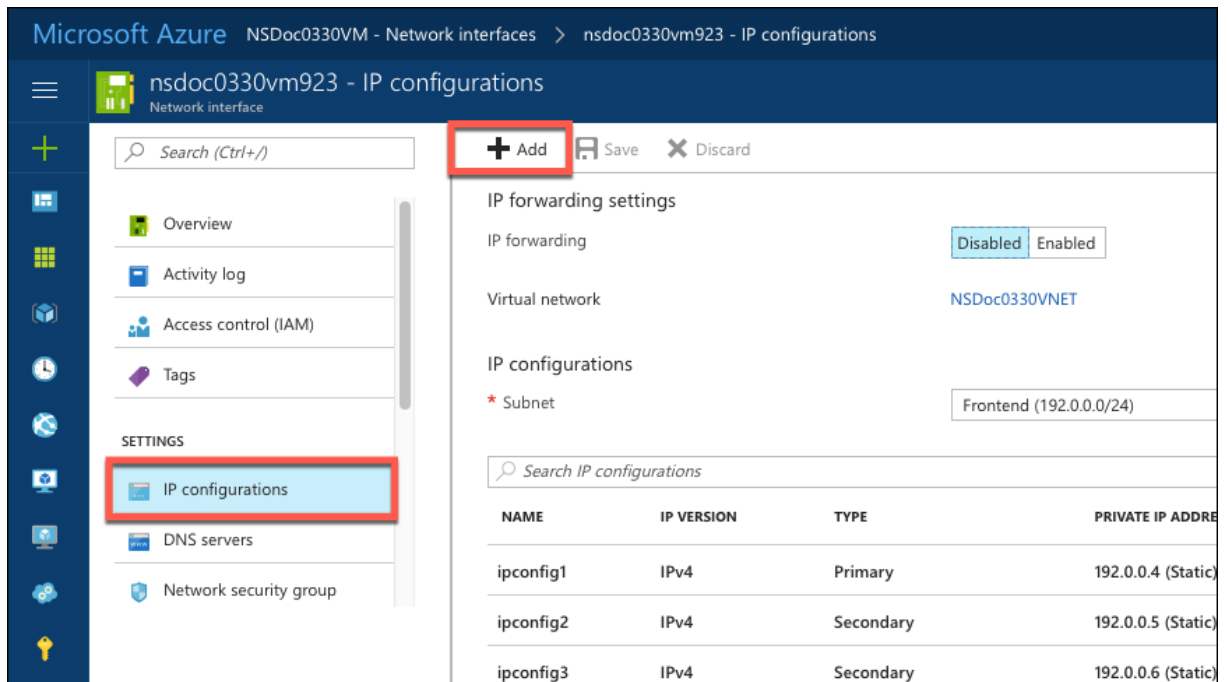 Microsoft Azure NSDoc0330VM - Network interfaces > nsdoc0330vm923 - IP configurations
nsdoc0330vm923 - IP configurations
Network interface
Search (Ctrl+/)
Overview
Activity log
Access control (IAM)
Tags
SETTINGS
IP configurations
DNS servers
Network security group
Add Save Discard
IP forwarding settings
IP forwarding Disabled Enabled
Virtual network NSDoc0330VNET
IP configurations
* Subnet Frontend (192.0.0.0/24)
Search IP configurations
NAME IP VERSION TYPE PRIVATE IP ADDRE
ipconfig1 IPv4 Primary 192.0.0.4 (Static)
ipconfig2 IPv4 Secondary 192.0.0.5 (Static)
ipconfig3 IPv4 Secondary 192.0.0.6 (Static)